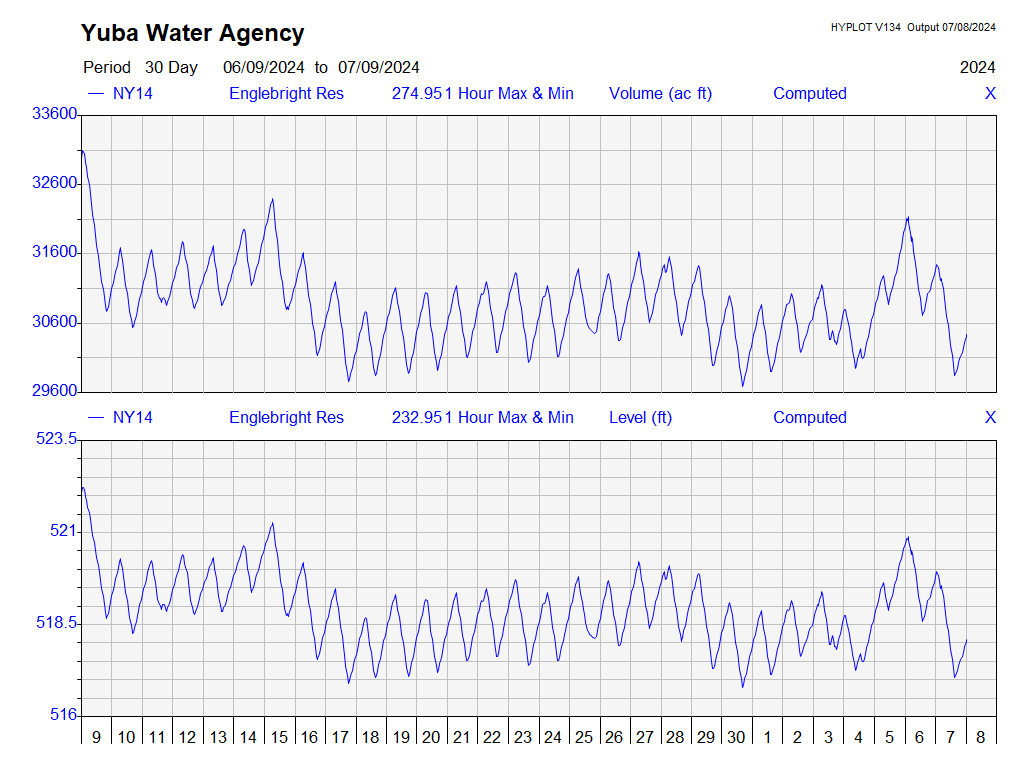 Yuba Water Agency
HYPLOT V134 Output 07/08/2024
Period 30 Day 06/09/2024 to 07/09/2024 2024
NY14 Englebright Res 274.951 Hour Max & Min Volume (ac ft) Computed X
33600
32600
31600
30600
29600
NY14 Englebright Res 232.951 Hour Max & Min Level (ft) Computed X
523.5
521
518.5
516
9 10 11 12 13 14 15 16 17 18 19 20 21 22 23 24 25 26 27 28 29 30 1 2 3 4 5 6 7 8